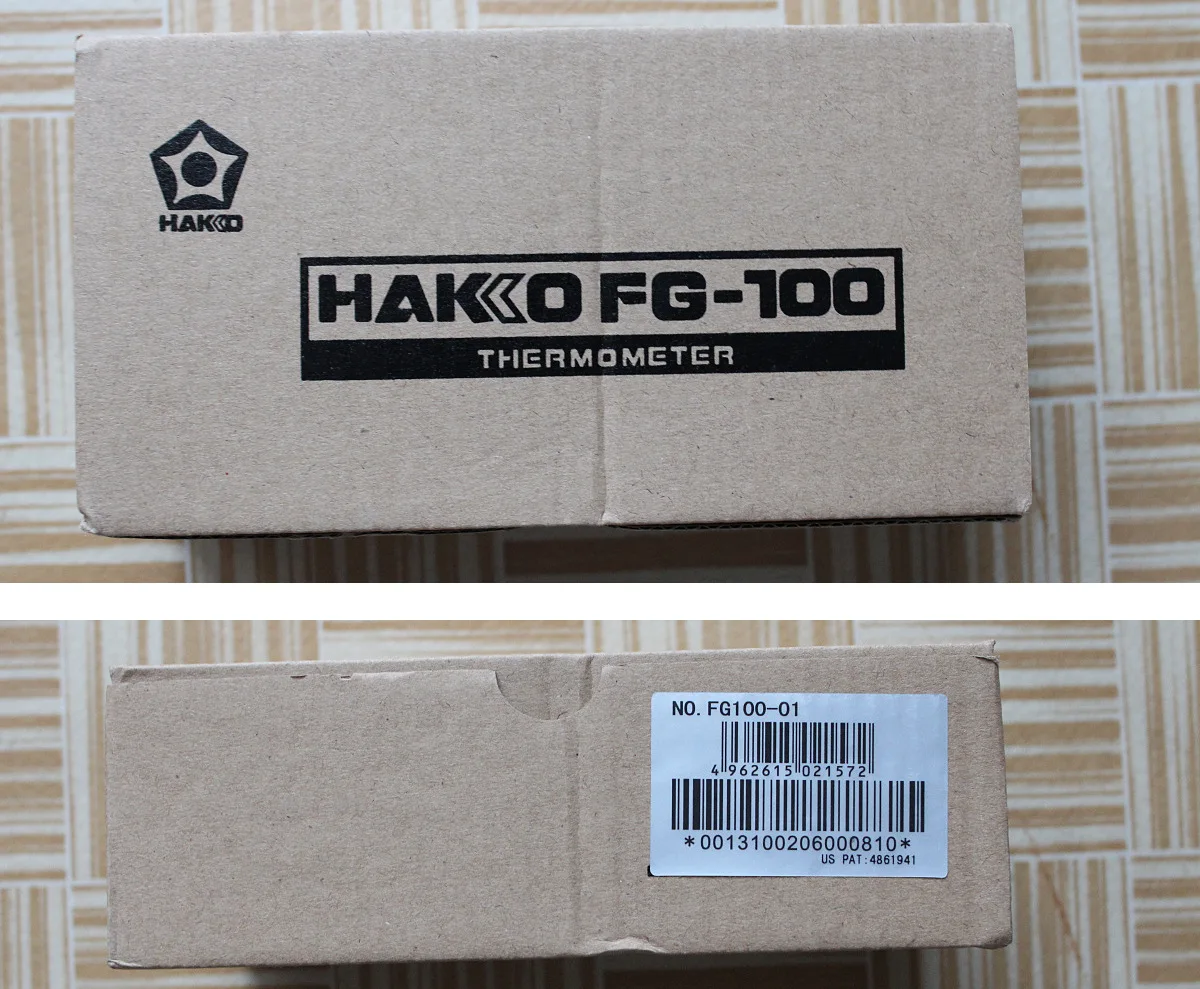 HAKKO
HAKKO FG-100
THERMOMETER
NO. FG100-01
4 962615 021572
*0013100206000810*
US PAT:4861941